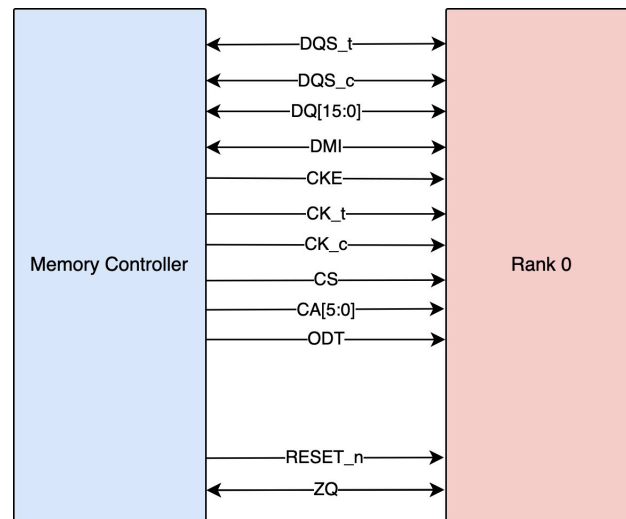 DQS_t
DQS_c
DQ[15:0]
DMI
CKE
CK_t
CK_c
Memory Controller
Rank 0
CS
CA[5:0]
ODT
RESET_n
ZQ